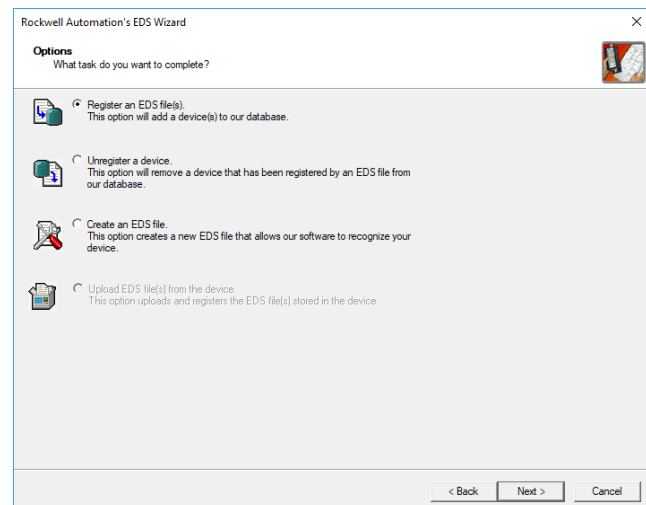 Rockwell Automation's EDS Wizard
Options
What task do you want to complete?
Register an EDS file(s).
This option will add a device(s) to our database.
Unregister a device.
This option will remove a device that has been registered by an EDS file from
our database.
Create an EDS file.
This option creates a new EDS file that allows our software to recognize your
device.
Upload EDS file(s) from the device.
This option uploads and registers the EDS file(s) stored in the device.
< Back Next > Cancel